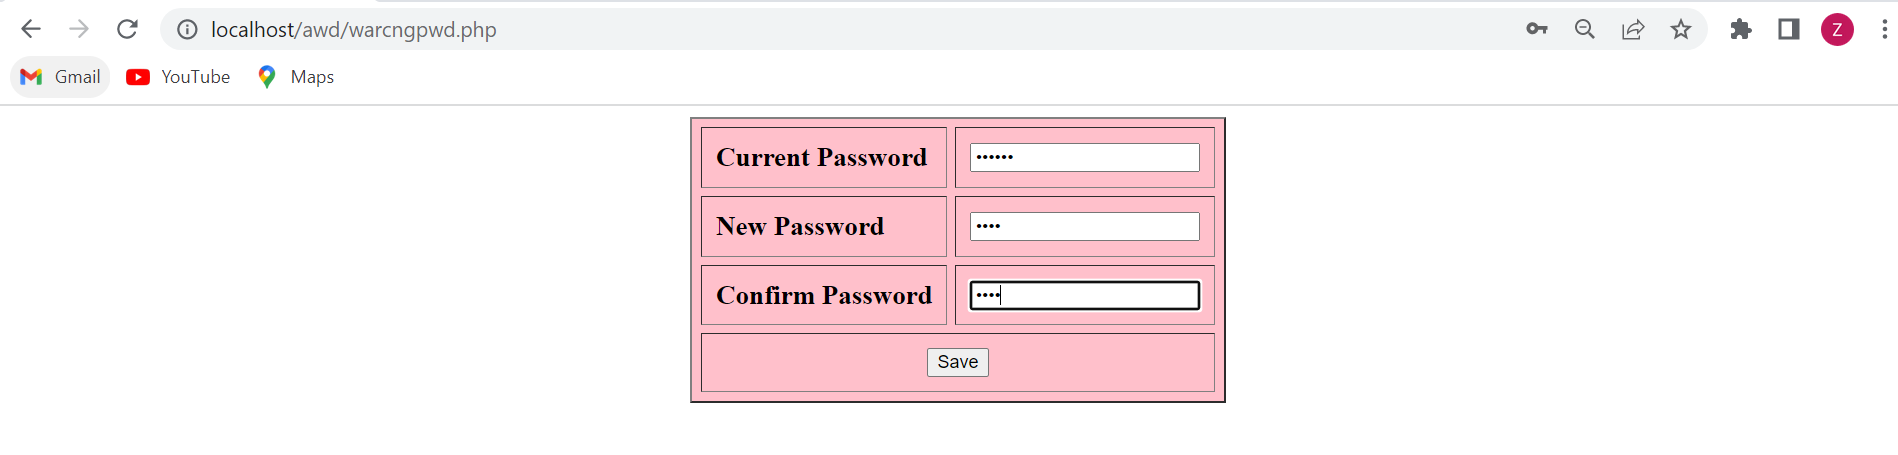 localhost/awd/warcngpwd.php
Z
Gmail YouTube Maps
Current Password ••••••
New Password ••••
Confirm Password ••••
Save